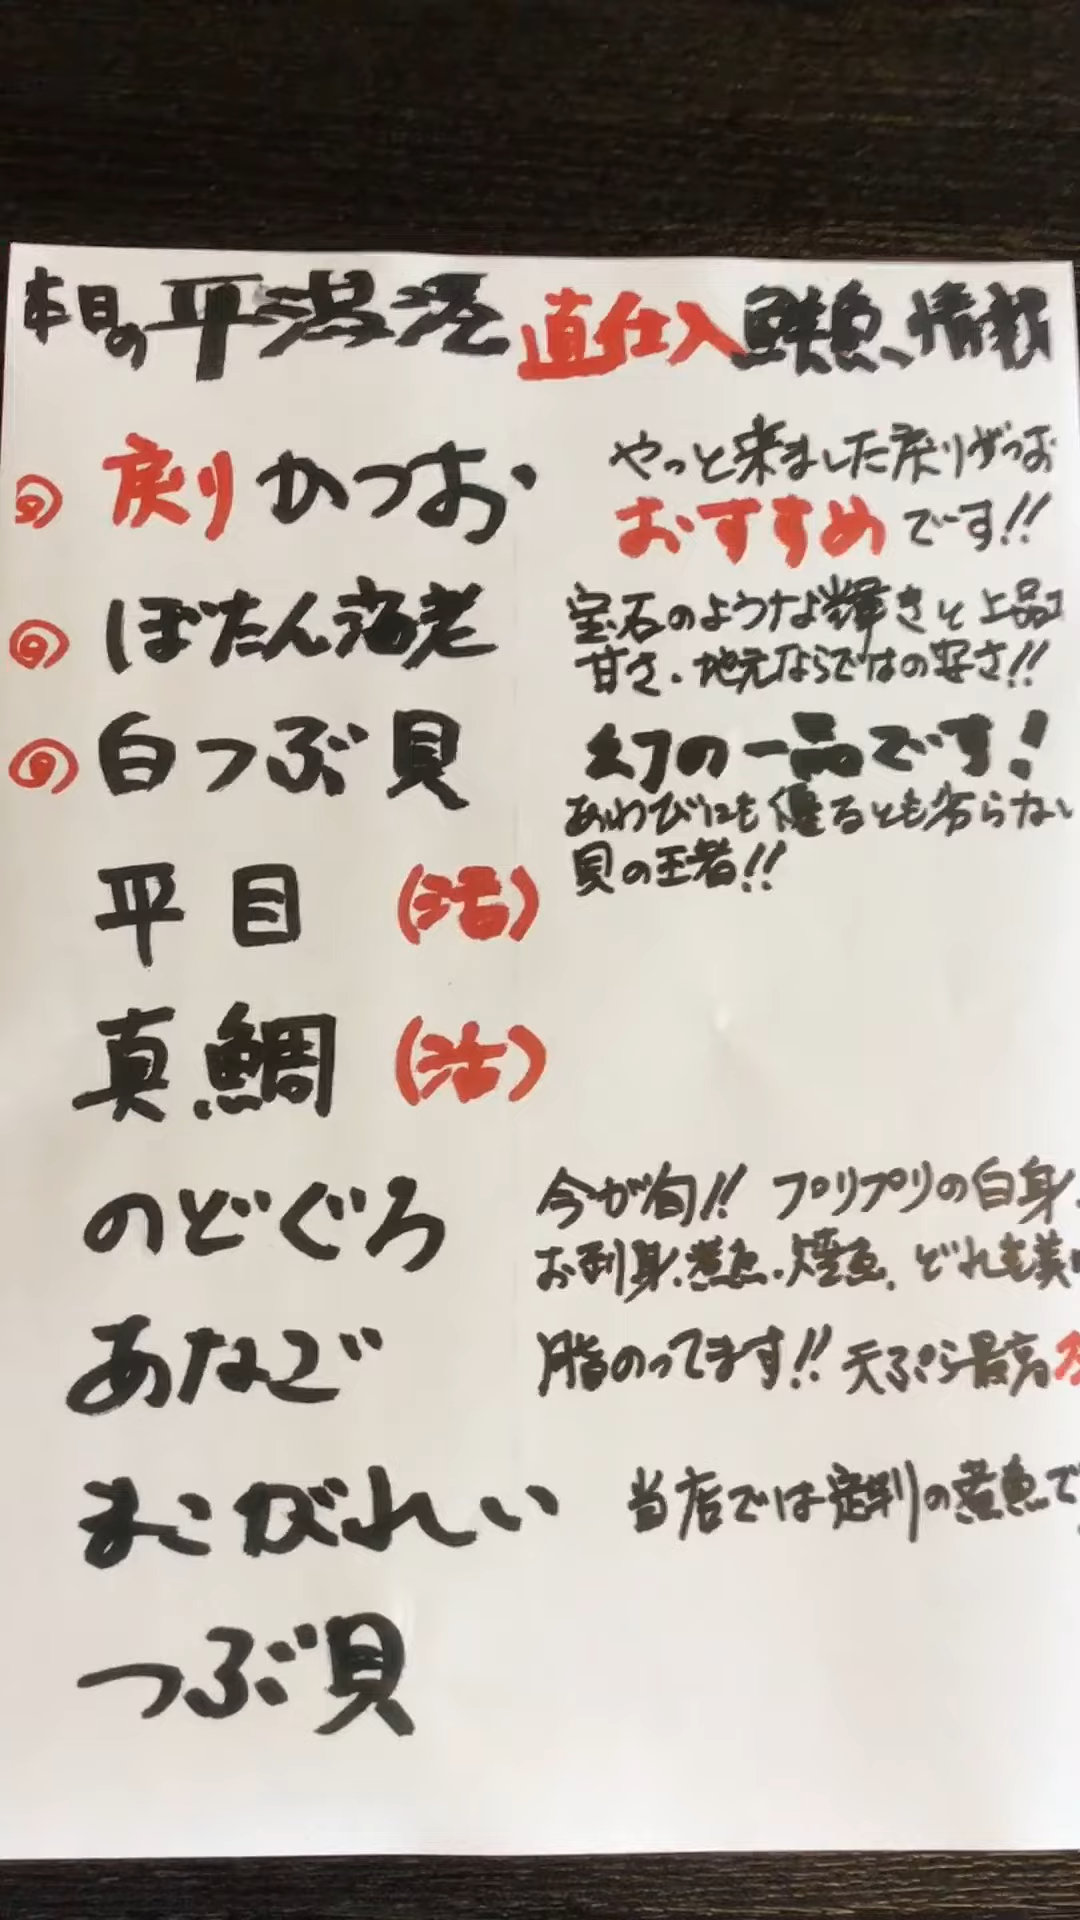 本日の平潟港直仕入鮮魚情報
戻りかつお
やっと来ました戻りがつお
おすすめです!!
ぼたん海老
宝石のような輝きと上品
甘さ・地元ならではの安さ!!
白つぶ貝
幻の一品です!
あわびにも優るとも劣らない
貝の王者!!
平目 (活)
真鯛 (活)
のどぐろ
今が旬!! プリプリの白身
お刺身、煮魚、焼魚、どれも美
あなご
脂のってます!! 天ぷら最高
まこがれい
当店では定判の煮魚で
つぶ貝